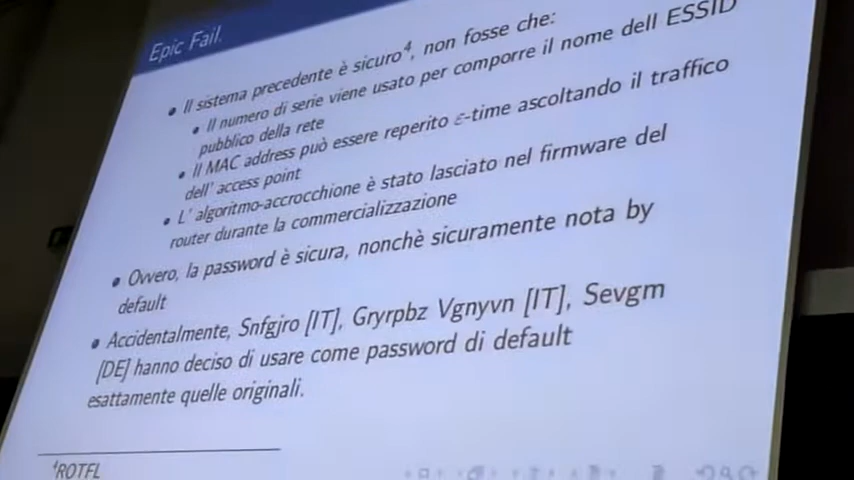 Epic Fail.
Il sistema precedente è sicuro4, non fosse che:
Il numero di serie viene usato per comporre il nome dell ESSID
pubblico della rete
Il MAC address può essere reperito ε-time ascoltando il traffico
dell' access point
L' algoritmo-accrocchione è stato lasciato nel firmware del
router durante la commercializzazione
Ovvero, la password è sicura, nonchè sicuramente nota by
default
Accidentalmente, Snfgjro [IT], Gryrpbz Vgnyvn [IT], Sevgm
[DE] hanno deciso di usare come password di default
esattamente quelle originali.
4ROTFL